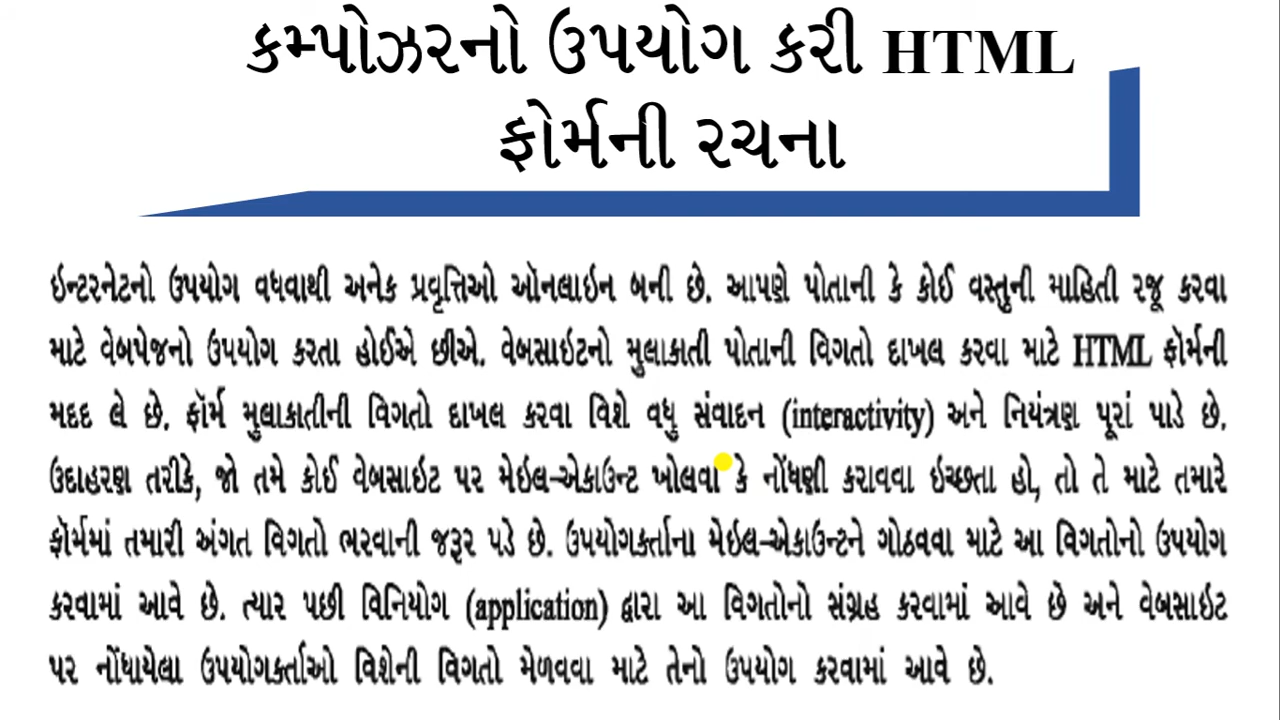 કમ્પોઝરનો ઉપયોગ કરી HTML
ફોર્મની રચના
ઇન્ટરનેટનો ઉપયોગ વધવાથી અનેક પ્રવૃત્તિઓ ઑનલાઇન બની છે. આપણે પોતાની કે કોઈ વસ્તુની માહિતી રજૂ કરવા
માટે વેબપેજનો ઉપયોગ કરતા હોઈએ છીએ. વેબસાઇટનો મુલાકાતી પોતાની વિગતો દાખલ કરવા માટે HTML ફૉર્મની
મદદ લે છે. ફૉર્મ મુલાકાતીની વિગતો દાખલ કરવા વિશે વધુ સંવાદન (interactivity) અને નિયંત્રણ પૂરાં પાડે છે.
ઉદાહરણ તરીકે, જો તમે કોઈ વેબસાઇટ પર મેઇલ-એકાઉન્ટ ખોલવા કે નોંધણી કરાવવા ઇચ્છતા હો, તો તે માટે તમારે
ફૉર્મમાં તમારી અંગત વિગતો ભરવાની જરૂર પડે છે. ઉપયોગકર્તાના મેઇલ-એકાઉન્ટને ગોઠવવા માટે આ વિગતોનો ઉપયોગ
કરવામાં આવે છે. ત્યાર પછી વિનિયોગ (application) દ્વારા આ વિગતોનો સંગ્રહ કરવામાં આવે છે અને વેબસાઇટ
પર નોંધાયેલા ઉપયોગકર્તાઓ વિશેની વિગતો મેળવવા માટે તેનો ઉપયોગ કરવામાં આવે છે.